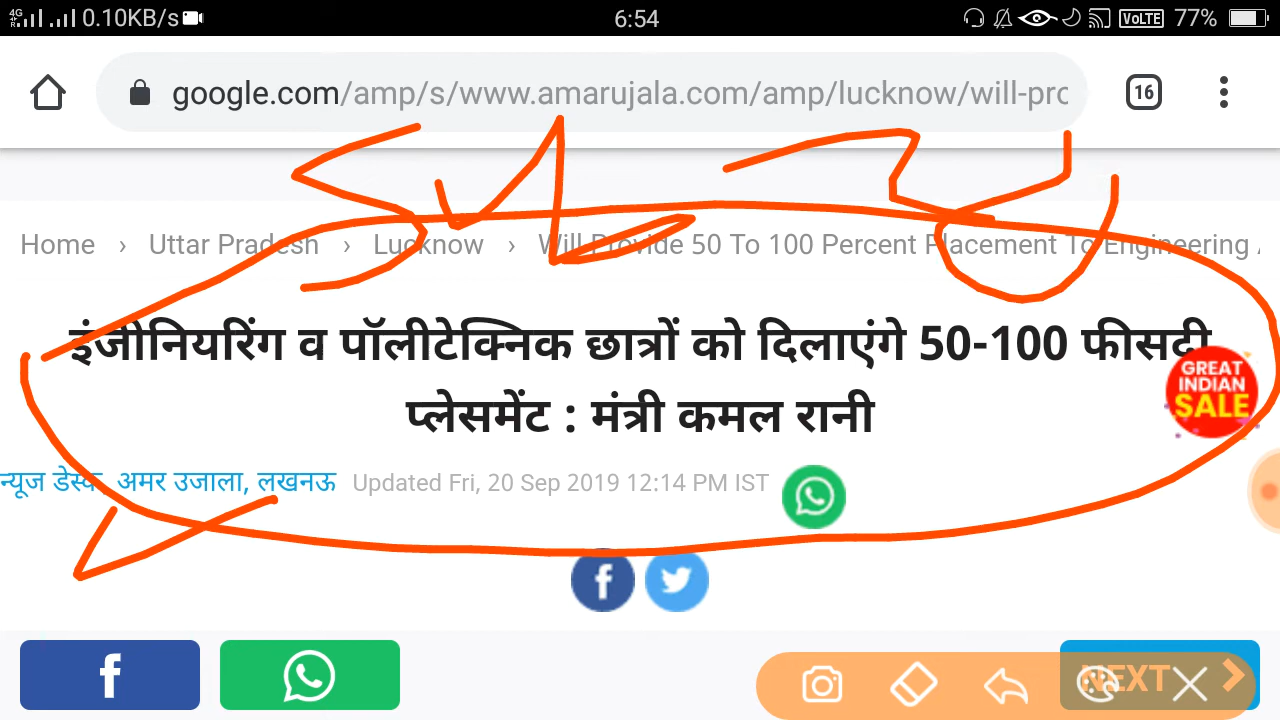 4G R 0.10KB/s 6:54 VoLTE 77%
google.com/amp/s/www.amarujala.com/amp/lucknow/will-pro 16
Home › Uttar Pradesh › Lucknow › Will Provide 50 To 100 Percent Placement To Engineering
इंजीनियरिंग व पॉलीटेक्निक छात्रों को दिलाएंगे 50-100 फीसदी
प्लेसमेंट : मंत्री कमल रानी
GREAT
INDIAN
SALE
न्यूज डेस्क, अमर उजाला, लखनऊ Updated Fri, 20 Sep 2019 12:14 PM IST
NEXT